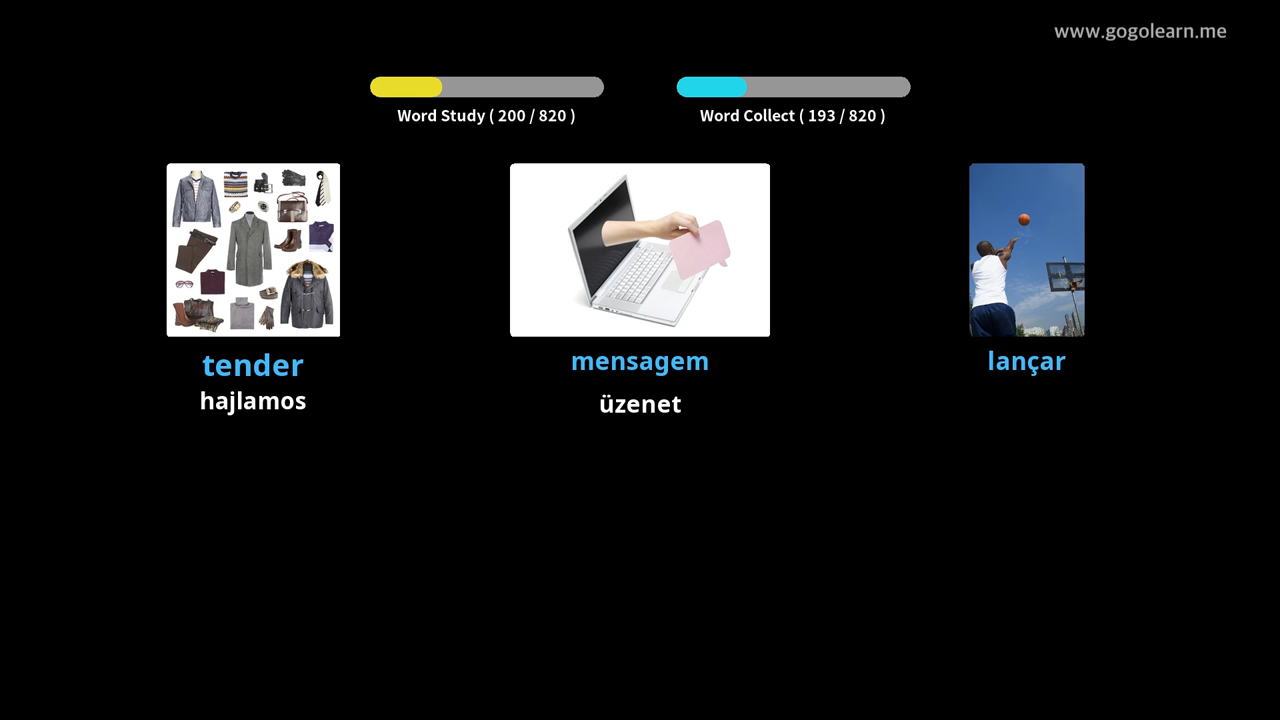 www.gogolearn.me
Word Study ( 200 / 820 )
Word Collect ( 193 / 820 )
tender
hajlamos
mensagem
üzenet
lançar